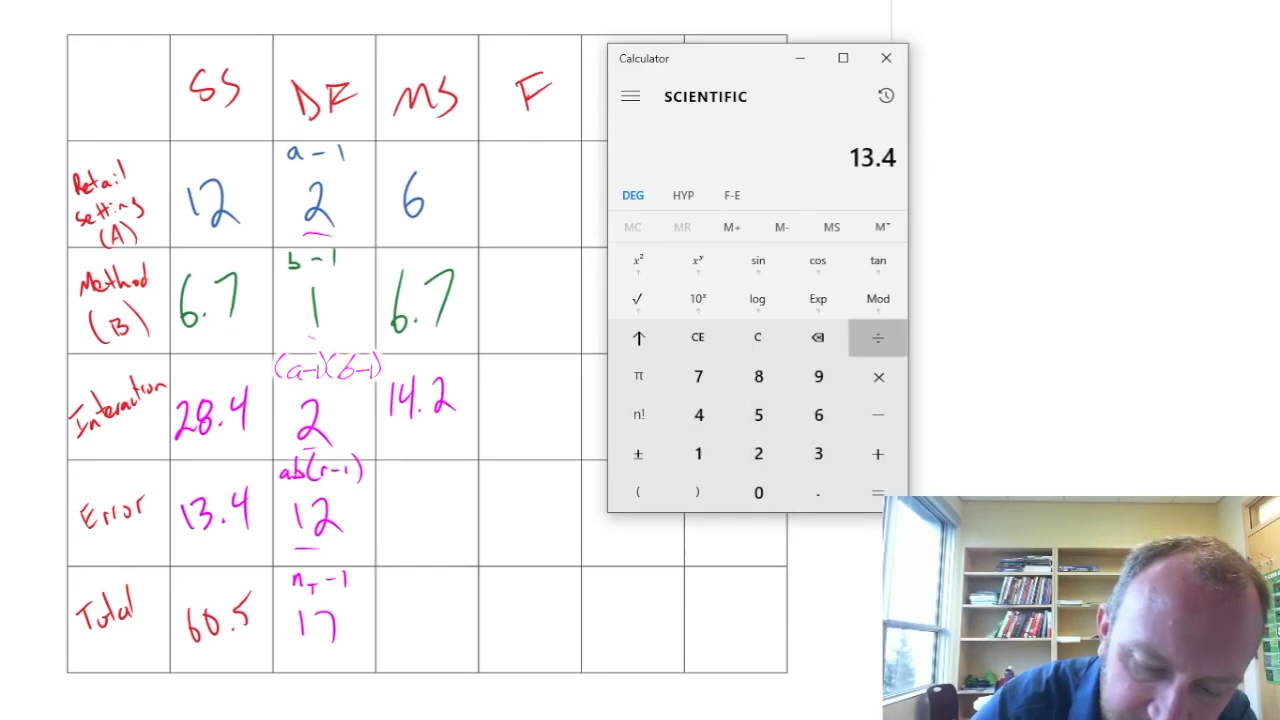 SS DF MS F
Retail
Setting
(A)
12
a-1
2
6
Method
(B)
6.7
b-1
1
6.7
Interaction
28.4
(a-1)(b-1)
2
14.2
Error
13.4
ab(r-1)
12
Total
60.5
nT-1
17
Calculator
SCIENTIFIC
13.4
DEG HYP F-E
MC MR M+ M- MS M˅
x² xʸ sin cos tan
√ 10ˣ log Exp Mod
↑ CE C ⌫ ÷
π 7 8 9 ×
n! 4 5 6 −
± 1 2 3 +
( ) 0 . =